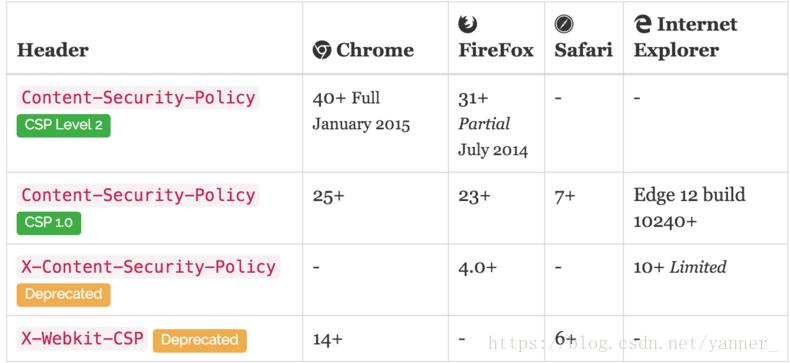 Header Chrome FireFox Safari Internet Explorer
Content-Security-Policy CSP Level 2 40+ Full January 2015 31+ Partial July 2014 - -
Content-Security-Policy CSP 1.0 25+ 23+ 7+ Edge 12 build 10240+
X-Content-Security-Policy Deprecated - 4.0+ - 10+ Limited
X-Webkit-CSP Deprecated 14+ - 6+ -
https://blog.csdn.net/yanner_